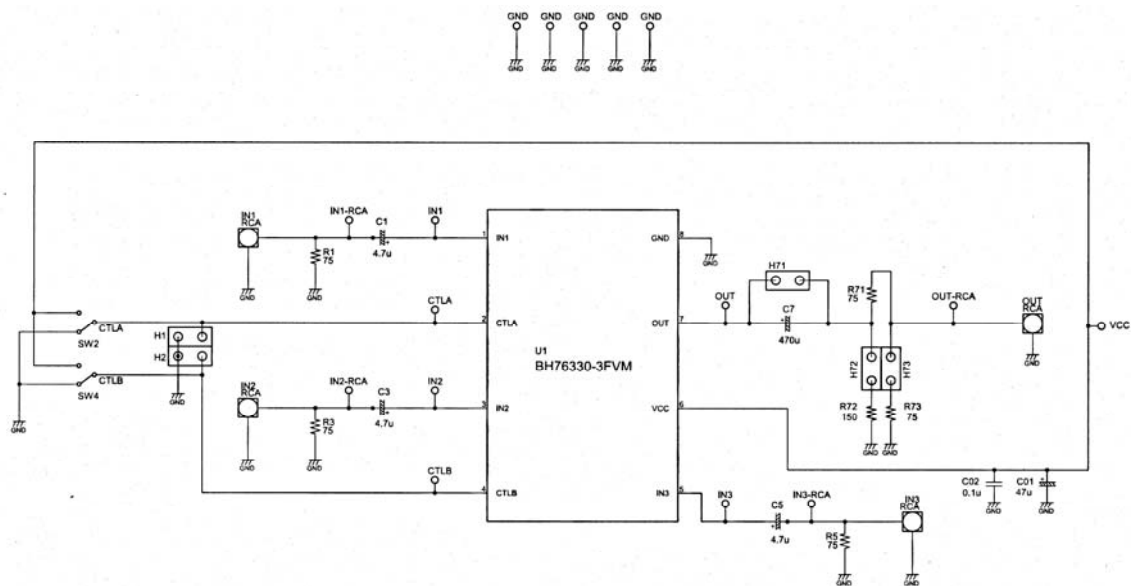 GND GND GND GND GND
GND GND GND GND GND
IN1
RCA
IN1-RCA
C1
IN1
R1
75
4.7u
GND
GND
1
IN1
GND
8
GND
H71
CTLA
CTLA
SW2
H1
H2
CTLB
SW4
GND
GND
2
CTLA
U1
BH76330-3FVM
OUT
7
OUT
C7
470u
R71
75
OUT-RCA
OUT
RCA
GND
VCC
H72
H73
R72
150
R73
75
GND
GND
IN2
RCA
IN2-RCA
C3
IN2
R3
75
4.7u
GND
GND
3
IN2
VCC
6
CTLB
4
CTLB
IN3
5
IN3
C5
4.7u
IN3-RCA
R5
75
IN3
RCA
GND
GND
C02
0.1u
C01
47u
GND
GND